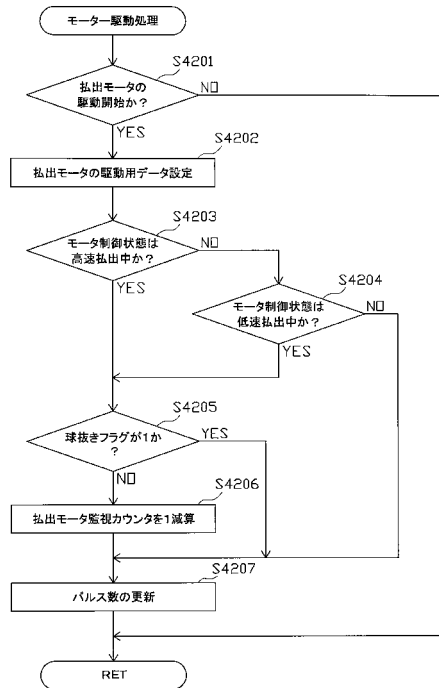 モーター駆動処理
S4201
払出モータの
駆動開始か？
NO
YES
S4202
払出モータの駆動用データ設定
S4203
モータ制御状態は
高速払出中か？
NO
YES
S4204
モータ制御状態は
低速払出中か？
NO
YES
S4205
球抜きフラグが1か
？
YES
NO
S4206
払出モータ監視カウンタを1減算
S4207
パルス数の更新
RET